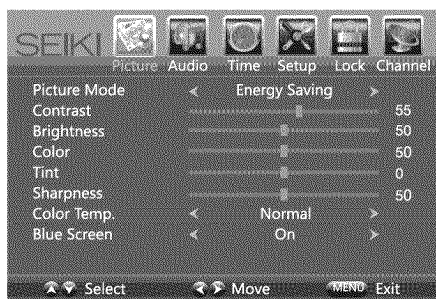 SEIKI
Picture Audio Time Setup Lock Channel
Picture Mode Energy Saving
Contrast 55
Brightness 50
Color 50
Tint 0
Sharpness 50
Color Temp. Normal
Blue Screen On
Select Move MENU Exit